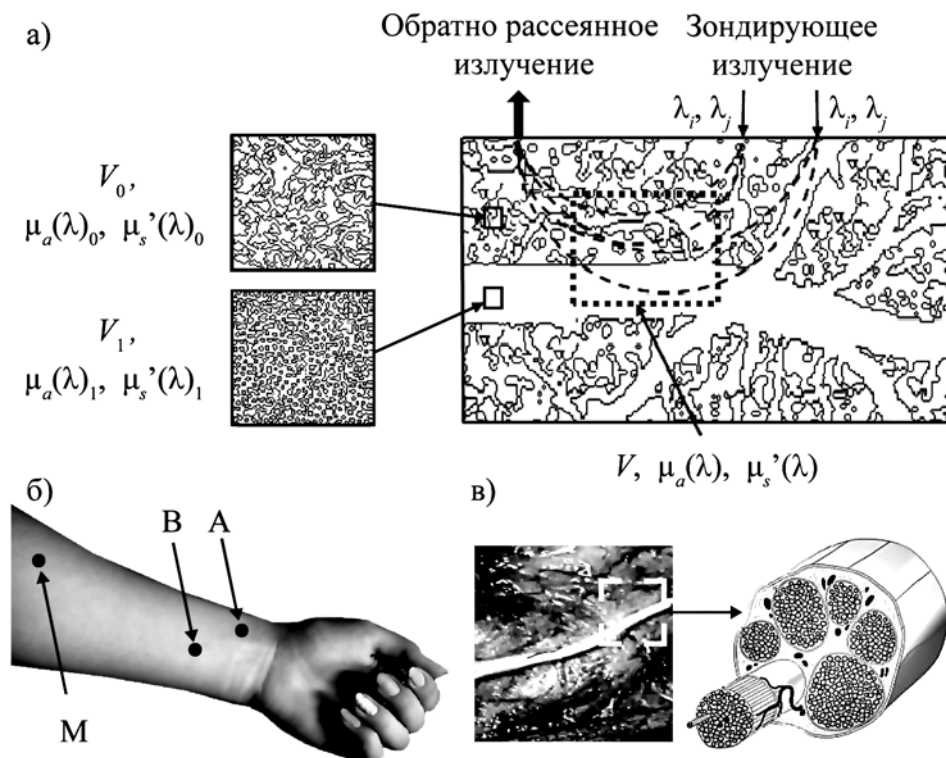 а)
Обратно рассеянное
излучение
Зондирующее
излучение
λi, λj
λi, λj
V0,
μa(λ)0, μs’(λ)0
V1,
μa(λ)1, μs’(λ)1
V, μa(λ), μs’(λ)
б)
B
A
M
в)